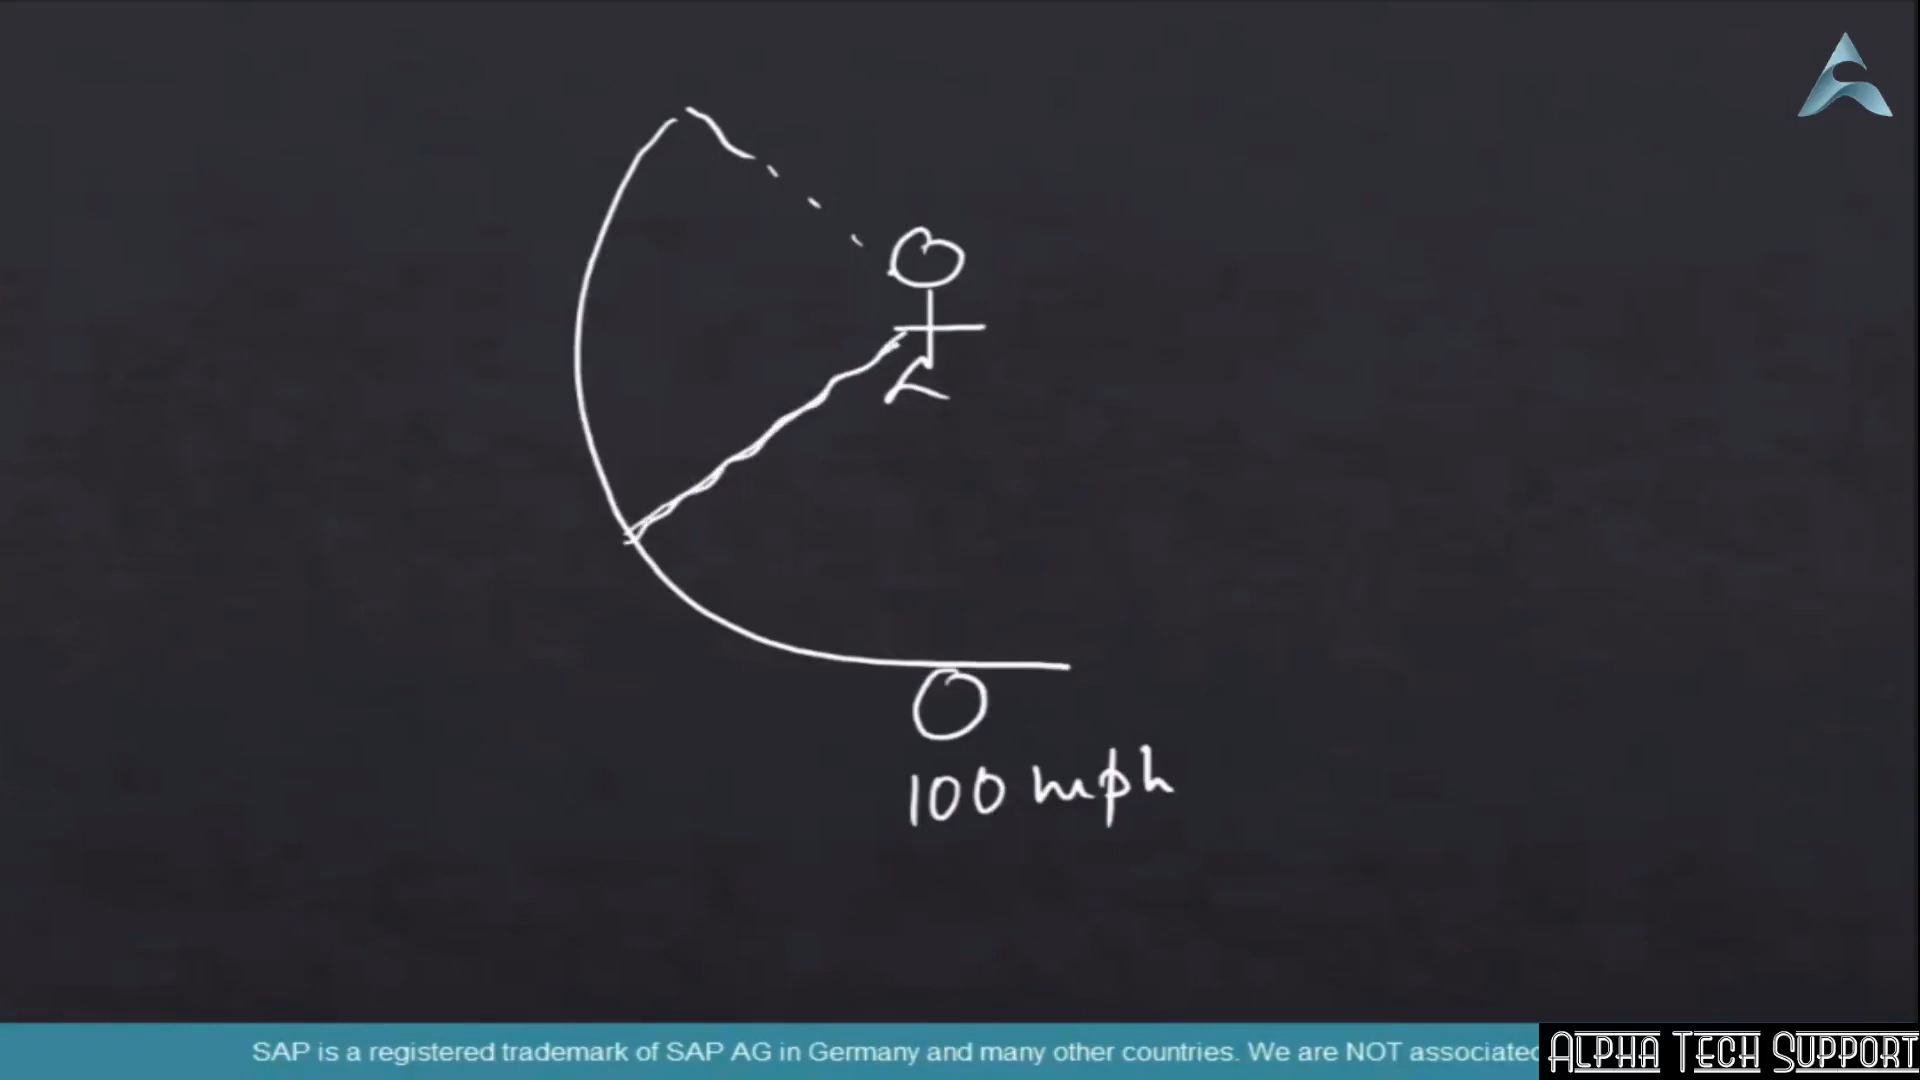 100 mph
SAP is a registered trademark of SAP AG in Germany and many other countries. We are NOT associated
ALPHA TECH SUPPORT